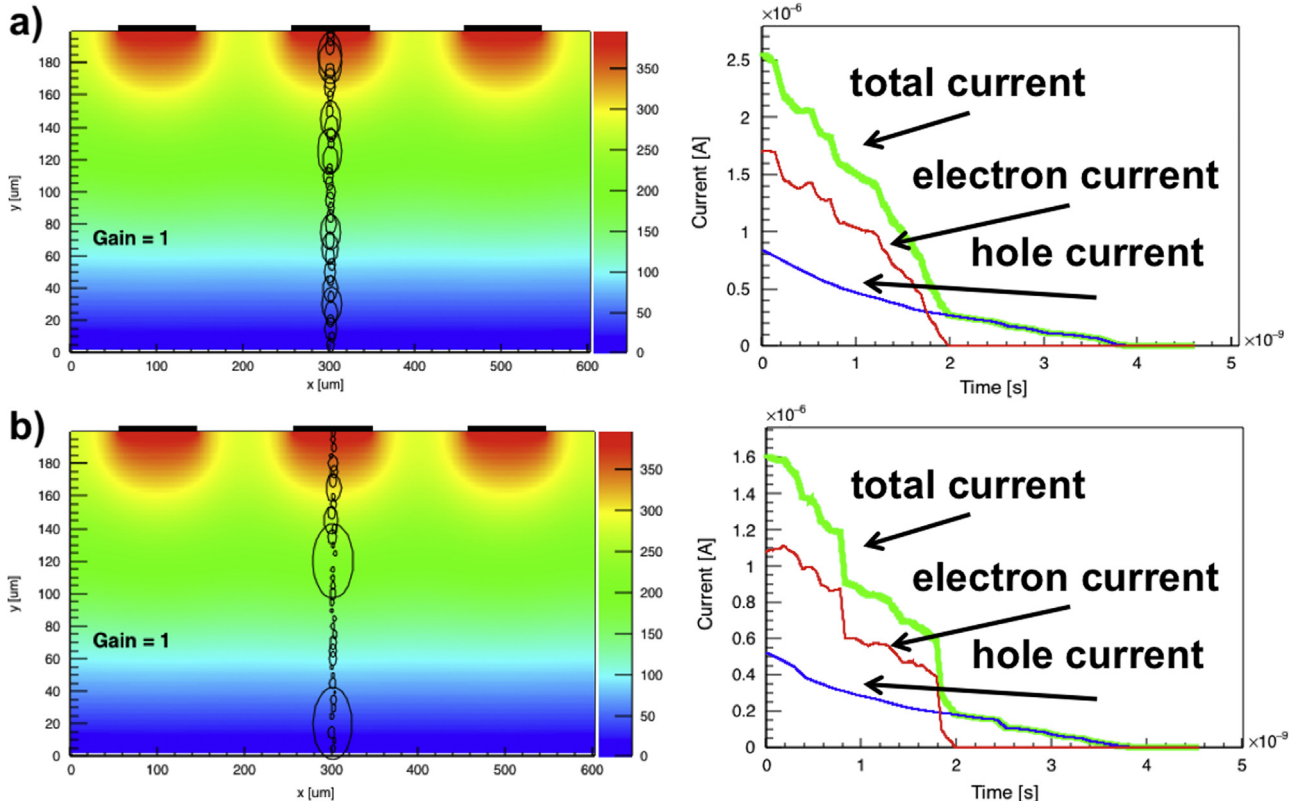 a)
180
160
140
120
100
80
60
40
20
0
y [um]
Gain = 1
0 100 200 300 400 500 600
x [um]
350
300
250
200
150
100
50
0
×10⁻⁶
2.5
2
1.5
1
0.5
0
Current [A]
total current
electron current
hole current
0 1 2 3 4 5
×10⁻⁹
Time [s]
b)
180
160
140
120
100
80
60
40
20
0
y [um]
Gain = 1
0 100 200 300 400 500 600
x [um]
350
300
250
200
150
100
50
0
×10⁻⁶
1.6
1.4
1.2
1
0.8
0.6
0.4
0.2
0
Current [A]
total current
electron current
hole current
0 1 2 3 4 5
×10⁻⁹
Time [s]